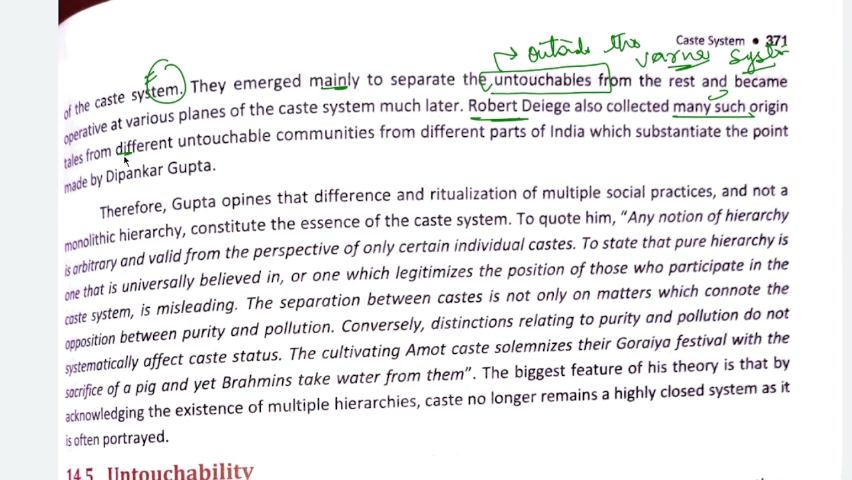 outside the
varna system
Caste System • 371
of the caste system. They emerged mainly to separate the untouchables from the rest and became
operative at various planes of the caste system much later. Robert Deiege also collected many such origin
tales from different untouchable communities from different parts of India which substantiate the point
made by Dipankar Gupta.
Therefore, Gupta opines that difference and ritualization of multiple social practices, and not a
monolithic hierarchy, constitute the essence of the caste system. To quote him, “Any notion of hierarchy
is arbitrary and valid from the perspective of only certain individual castes. To state that pure hierarchy is
one that is universally believed in, or one which legitimizes the position of those who participate in the
caste system, is misleading. The separation between castes is not only on matters which connote the
opposition between purity and pollution. Conversely, distinctions relating to purity and pollution do not
systematically affect caste status. The cultivating Amot caste solemnizes their Goraiya festival with the
sacrifice of a pig and yet Brahmins take water from them”. The biggest feature of his theory is that by
acknowledging the existence of multiple hierarchies, caste no longer remains a highly closed system as it
is often portrayed.
14.5 Untouchability